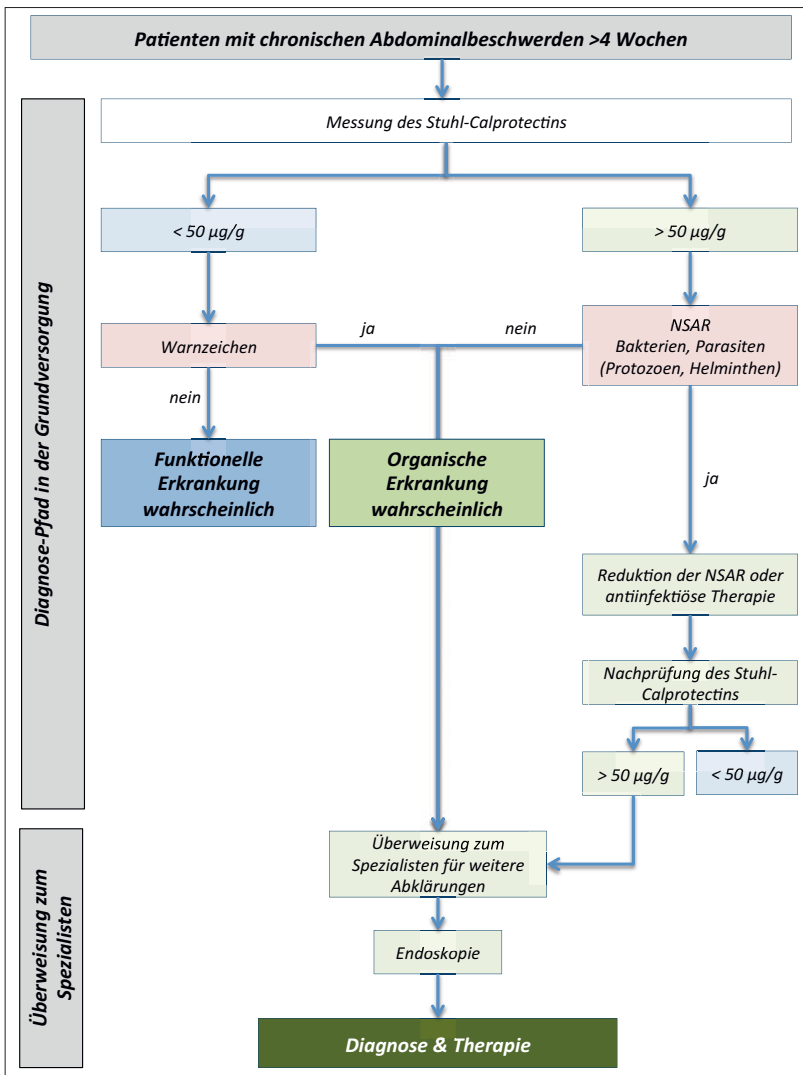 Patienten mit chronischen Abdominalbeschwerden >4 Wochen
Diagnose-Pfad in der Grundversorgung
Messung des Stuhl-Calprotectins
< 50 µg/g
> 50 µg/g
Warnzeichen
ja
nein
NSAR
Bakterien, Parasiten
(Protozoen, Helminthen)
nein
Funktionelle
Erkrankung
wahrscheinlich
Organische
Erkrankung
wahrscheinlich
ja
Reduktion der NSAR oder
antiinfektiöse Therapie
Nachprüfung des Stuhl-
Calprotectins
> 50 µg/g
< 50 µg/g
Überweisung zum
Spezialisten
Überweisung zum
Spezialisten für weitere
Abklärungen
Endoskopie
Diagnose & Therapie